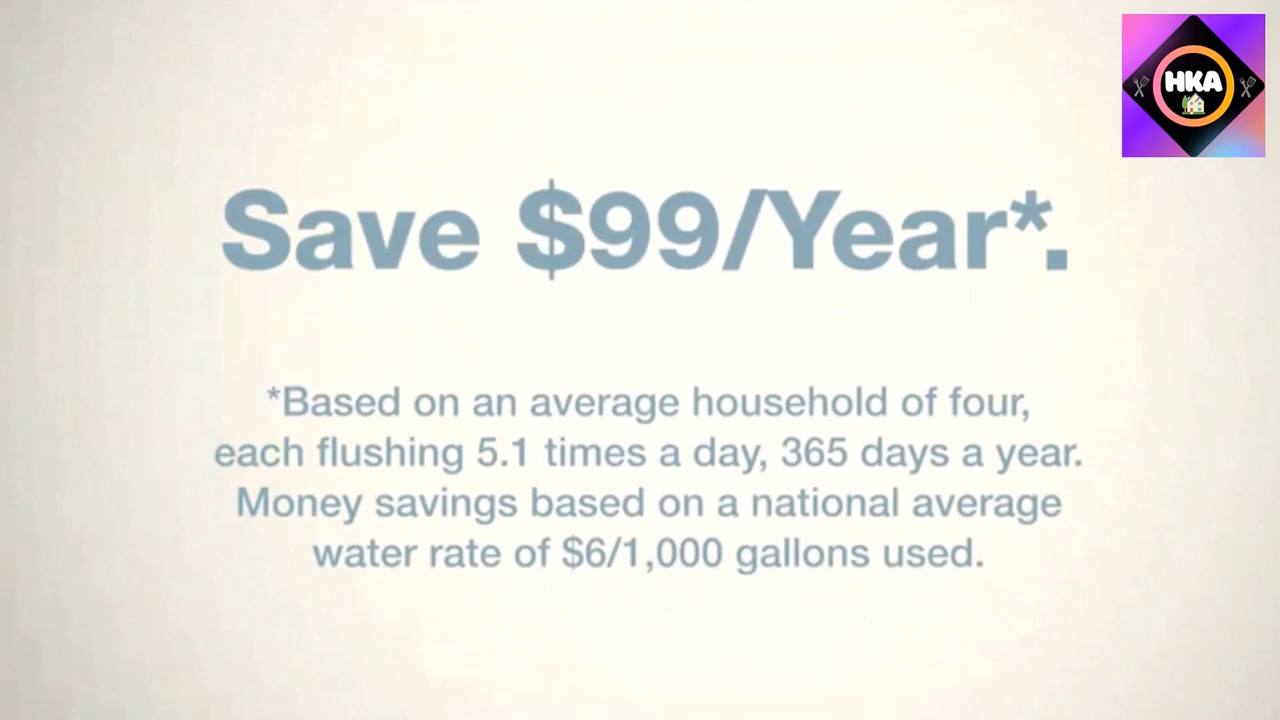 HKA
Save $99/Year*.
*Based on an average household of four,
each flushing 5.1 times a day, 365 days a year.
Money savings based on a national average
water rate of $6/1,000 gallons used.